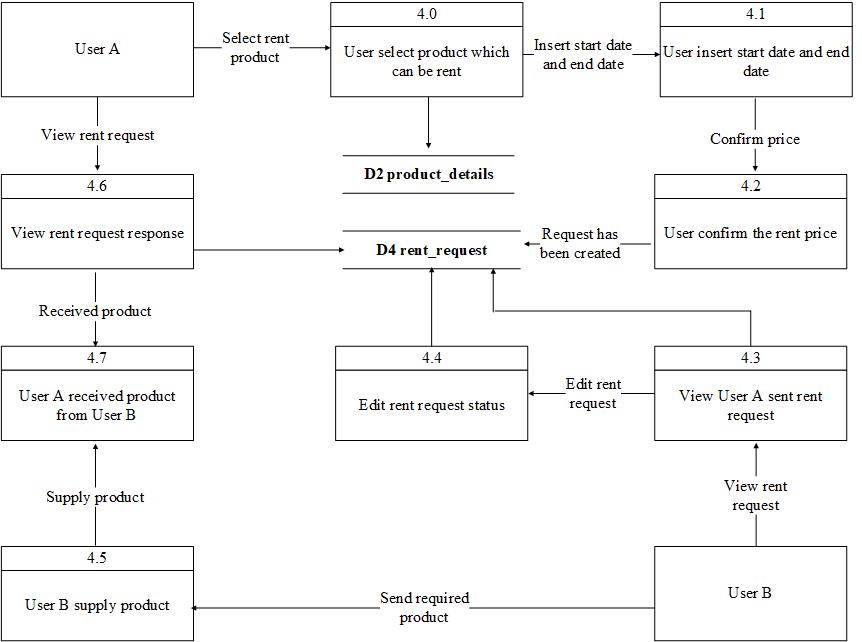 4.0
4.1
User A
Select rent
product
User select product which
can be rent
Insert start date
and end date
User insert start date and end
date
View rent request
Confirm price
D2 product_details
4.6
4.2
View rent request response
D4 rent_request
Request has
been created
User confirm the rent price
Received product
4.7
4.4
4.3
User A received product
from User B
Edit rent request status
Edit rent
request
View User A sent rent
request
Supply product
View rent
request
4.5
User B supply product
Send required
product
User B